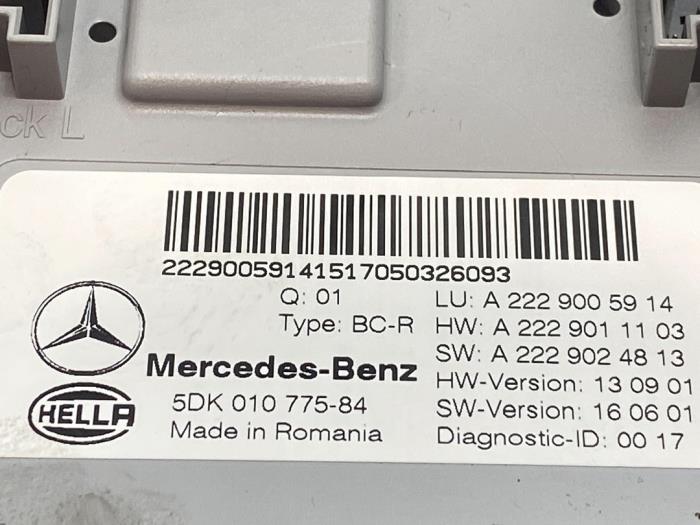 ck L
22290059141517050326093
Q: 01
LU: A 222 900 59 14
Type: BC-R
HW: A 222 901 11 03
SW: A 222 902 48 13
Mercedes-Benz
HW-Version: 13 09 01
HELLA
5DK 010 775-84
SW-Version: 16 06 01
Made in Romania
Diagnostic-ID: 00 17